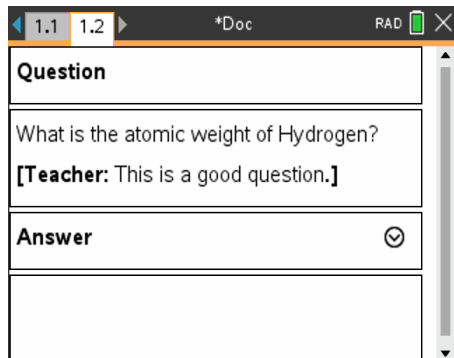 1.1 1.2 *Doc RAD
Question
What is the atomic weight of Hydrogen?
[Teacher: This is a good question.]
Answer